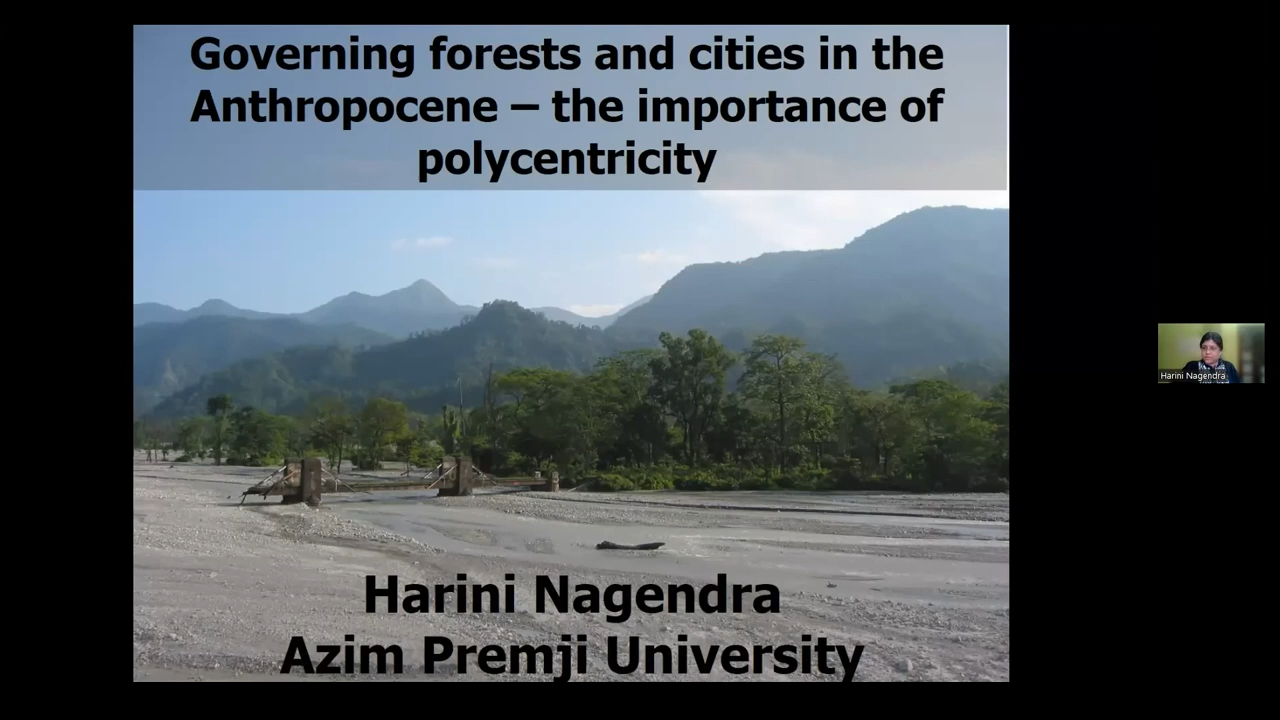 Governing forests and cities in the
Anthropocene – the importance of
polycentricity
Harini Nagendra
Harini Nagendra
Azim Premji University